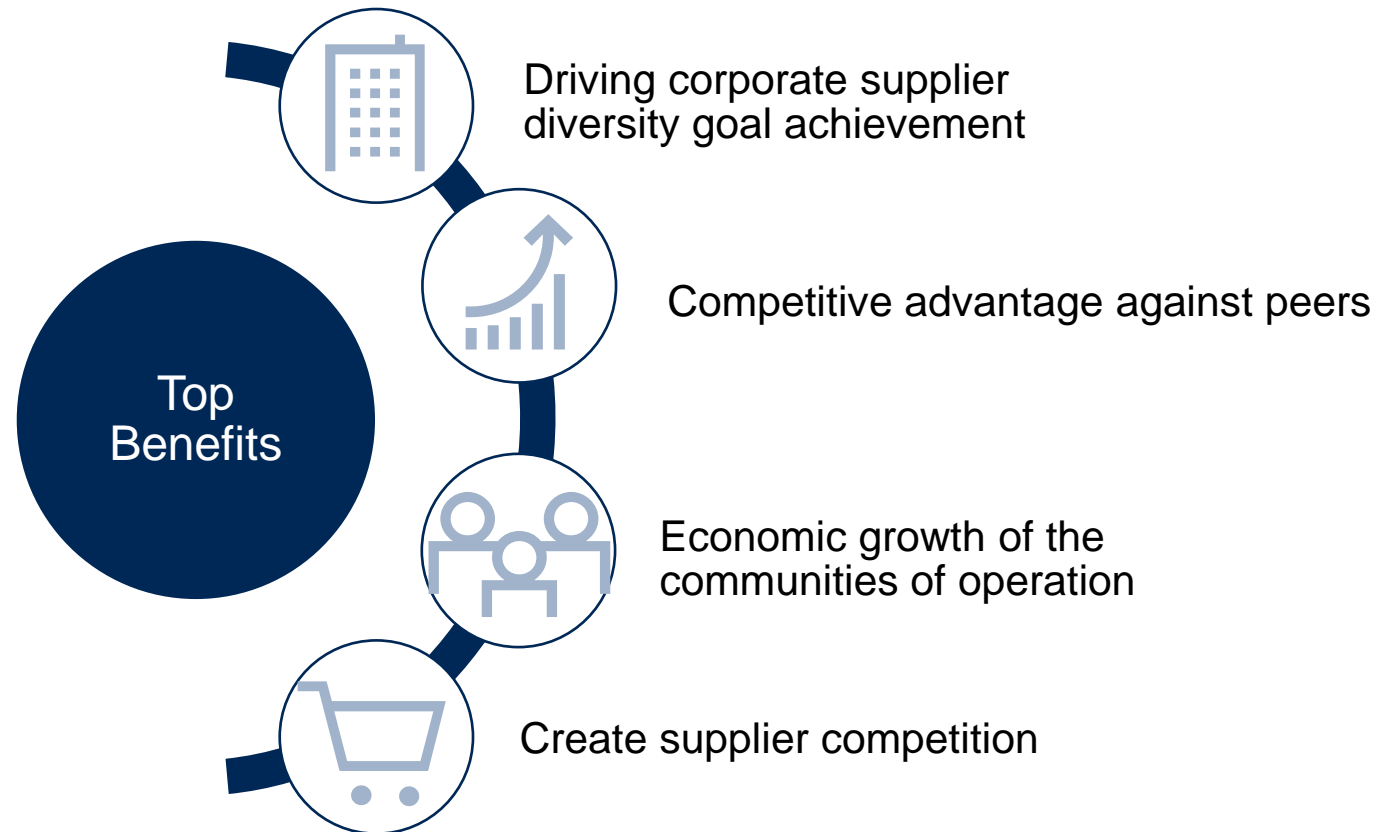 Driving corporate supplier
diversity goal achievement
Competitive advantage against peers
Top
Benefits
Economic growth of the
communities of operation
Create supplier competition